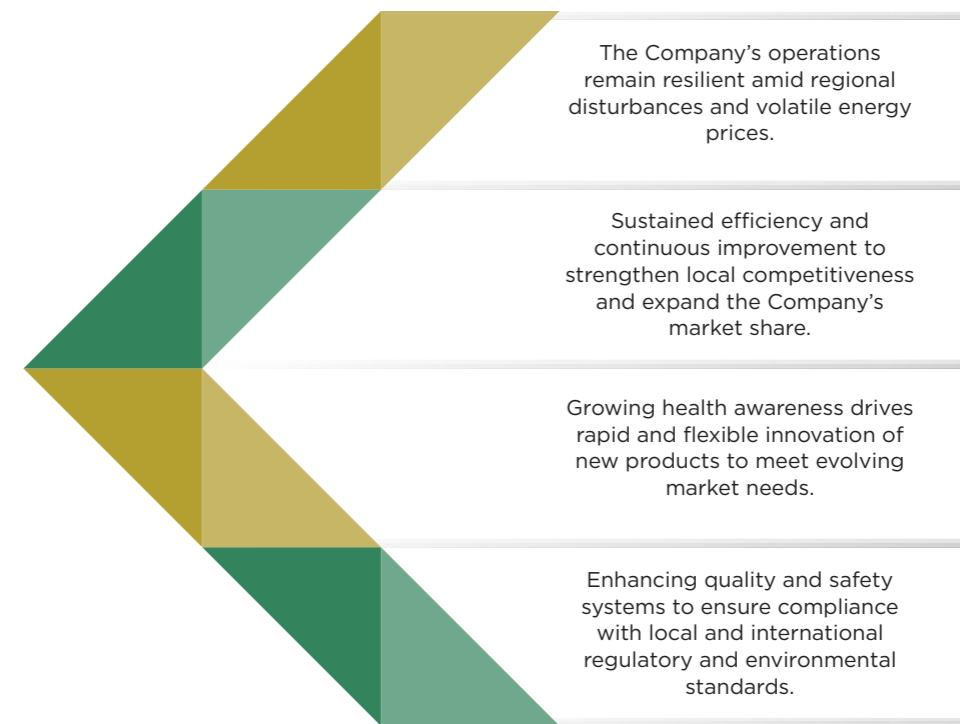 The Company’s operations
remain resilient amid regional
disturbances and volatile energy
prices.
Sustained efficiency and
continuous improvement to
strengthen local competitiveness
and expand the Company’s
market share.
Growing health awareness drives
rapid and flexible innovation of
new products to meet evolving
market needs.
Enhancing quality and safety
systems to ensure compliance
with local and international
regulatory and environmental
standards.